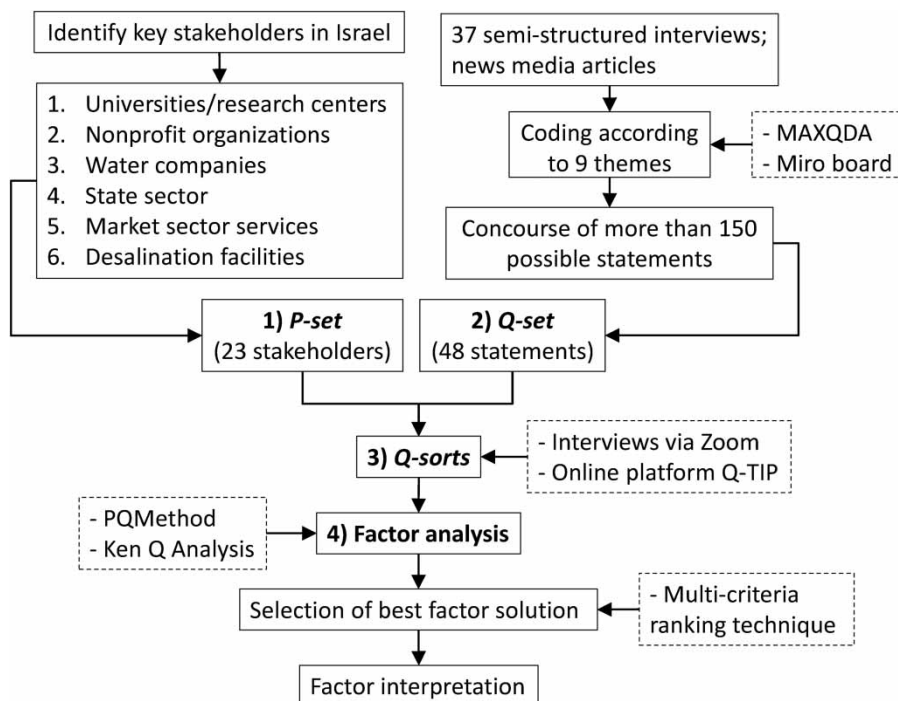 Identify key stakeholders in Israel
1. Universities/research centers
2. Nonprofit organizations
3. Water companies
4. State sector
5. Market sector services
6. Desalination facilities
37 semi-structured interviews;
news media articles
Coding according
to 9 themes
- MAXQDA
- Miro board
Concourse of more than 150
possible statements
1) P-set
(23 stakeholders)
2) Q-set
(48 statements)
3) Q-sorts
- Interviews via Zoom
- Online platform Q-TIP
- PQMethod
- Ken Q Analysis
4) Factor analysis
Selection of best factor solution
- Multi-criteria
ranking technique
Factor interpretation